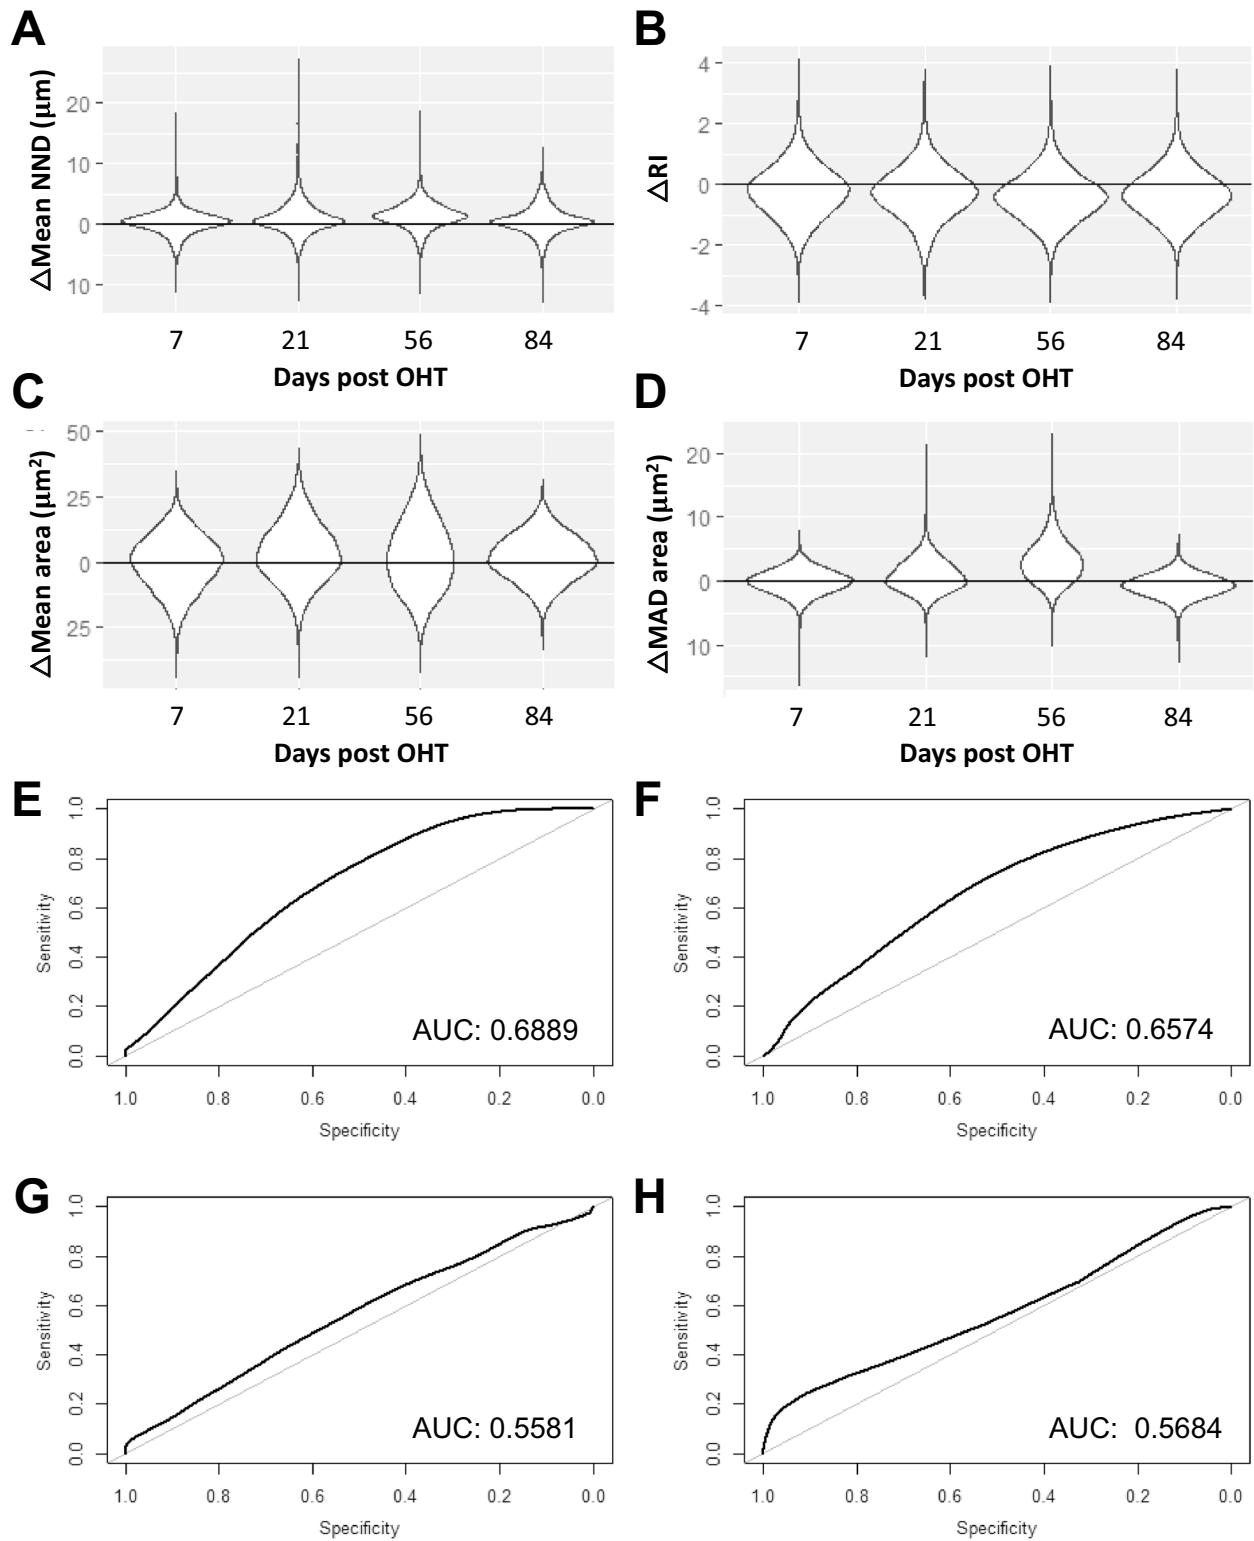 A
B
△Mean NND (μm)
20
10
0
10
7 21 56 84
Days post OHT
△RI
4
2
0
-2
-4
7 21 56 84
Days post OHT
C
D
△Mean area (μm²)
50
25
0
25
7 21 56 84
Days post OHT
△MAD area (μm²)
20
10
0
10
7 21 56 84
Days post OHT
E
F
Sensitivity
1.0
0.8
0.6
0.4
0.2
0.0
AUC: 0.6889
1.0 0.8 0.6 0.4 0.2 0.0
Specificity
Sensitivity
1.0
0.8
0.6
0.4
0.2
0.0
AUC: 0.6574
1.0 0.8 0.6 0.4 0.2 0.0
Specificity
G
H
Sensitivity
1.0
0.8
0.6
0.4
0.2
0.0
AUC: 0.5581
1.0 0.8 0.6 0.4 0.2 0.0
Specificity
Sensitivity
1.0
0.8
0.6
0.4
0.2
0.0
AUC: 0.5684
1.0 0.8 0.6 0.4 0.2 0.0
Specificity